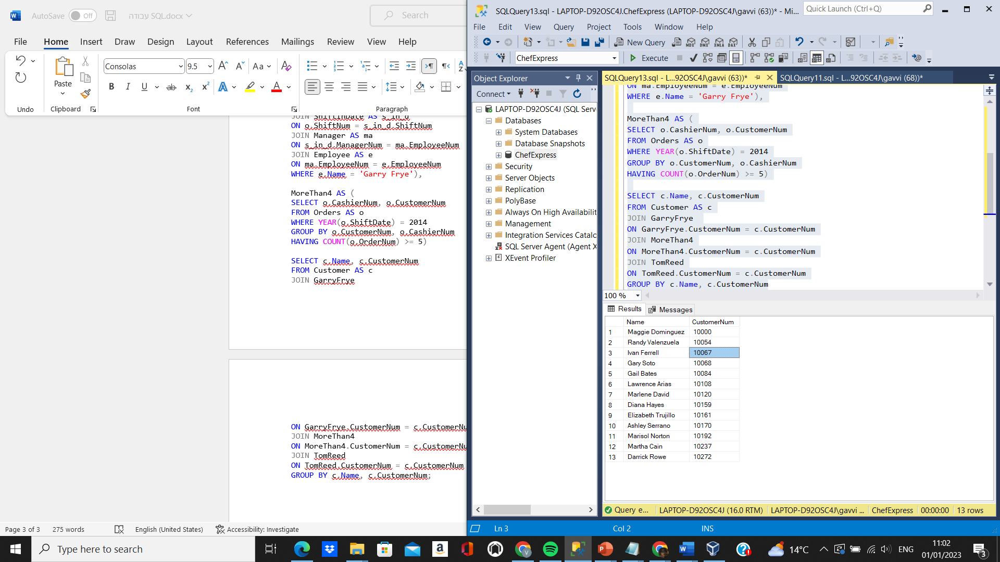 AutoSave Off עבודה SQL.docx Search
File Home Insert Draw Design Layout References Mailings Review View Help
Consolas 9.5 Aa
Paste B I U ab x2 x2 A A
Undo Clipboard Font Paragraph
JOIN ShiftInDate AS s_in_d
ON o.ShiftNum = s_in_d.ShiftNum
JOIN Manager AS ma
ON s_in_d.ManagerNum = ma.EmployeeNum
JOIN Employee AS e
ON ma.EmployeeNum = e.EmployeeNum
WHERE e.Name = 'Garry Frye'),
MoreThan4 AS (
SELECT o.CashierNum, o.CustomerNum
FROM Orders AS o
WHERE YEAR(o.ShiftDate) = 2014
GROUP BY o.CustomerNum, o.CashierNum
HAVING COUNT(o.OrderNum) >= 5)
SELECT c.Name, c.CustomerNum
FROM Customer AS c
JOIN GarryFrye
ON GarryFrye.CustomerNum = c.CustomerNu
JOIN MoreThan4
ON MoreThan4.CustomerNum = c.CustomerNu
JOIN TomReed
ON TomReed.CustomerNum = c.CustomerNum
GROUP BY c.Name, c.CustomerNum;
Page 3 of 3 275 words English (United States) Accessibility: Investigate
SQLQuery13.sql - LAPTOP-D92OSC4J.ChefExpress (LAPTOP-D92OSC4J\gavvi (63))* - Mi...
Quick Launch (Ctrl+Q)
File Edit View Query Project Tools Window Help
New Query MDX DMX XMLA DAX
ChefExpress Execute
Object Explorer
Connect
LAPTOP-D92OSC4J (SQL Serv
Databases
System Databases
Database Snapshots
ChefExpress
Security
Server Objects
Replication
PolyBase
Always On High Availabilit
Management
Integration Services Catalo
SQL Server Agent (Agent X
XEvent Profiler
SQLQuery13.sql - L...92OSC4J\gavvi (63))* SQLQuery11.sql - L...92OSC4J\gavvi (68))*
ON ma.EmployeeNum = e.EmployeeNum
WHERE e.Name = 'Garry Frye'),
MoreThan4 AS (
SELECT o.CashierNum, o.CustomerNum
FROM Orders AS o
WHERE YEAR(o.ShiftDate) = 2014
GROUP BY o.CustomerNum, o.CashierNum
HAVING COUNT(o.OrderNum) >= 5)
SELECT c.Name, c.CustomerNum
FROM Customer AS c
JOIN GarryFrye
ON GarryFrye.CustomerNum = c.CustomerNum
JOIN MoreThan4
ON MoreThan4.CustomerNum = c.CustomerNum
JOIN TomReed
ON TomReed.CustomerNum = c.CustomerNum
GROUP BY c.Name, c.CustomerNum
100 %
Results Messages
Name CustomerNum
1 Maggie Dominguez 10000
2 Randy Valenzuela 10054
3 Ivan Ferrell 10067
4 Gary Soto 10068
5 Gail Bates 10084
6 Lawrence Arias 10108
7 Marlene David 10120
8 Diana Hayes 10159
9 Elizabeth Trujillo 10161
10 Ashley Serrano 10170
11 Marisol Norton 10192
12 Martha Cain 10237
13 Darrick Rowe 10272
Query e... LAPTOP-D92OSC4J (16.0 RTM) LAPTOP-D92OSC4J\gavvi ... ChefExpress 00:00:00 13 rows
Ln 3 Col 2 INS
Type here to search 14°C ENG 11:02
01/01/2023 3